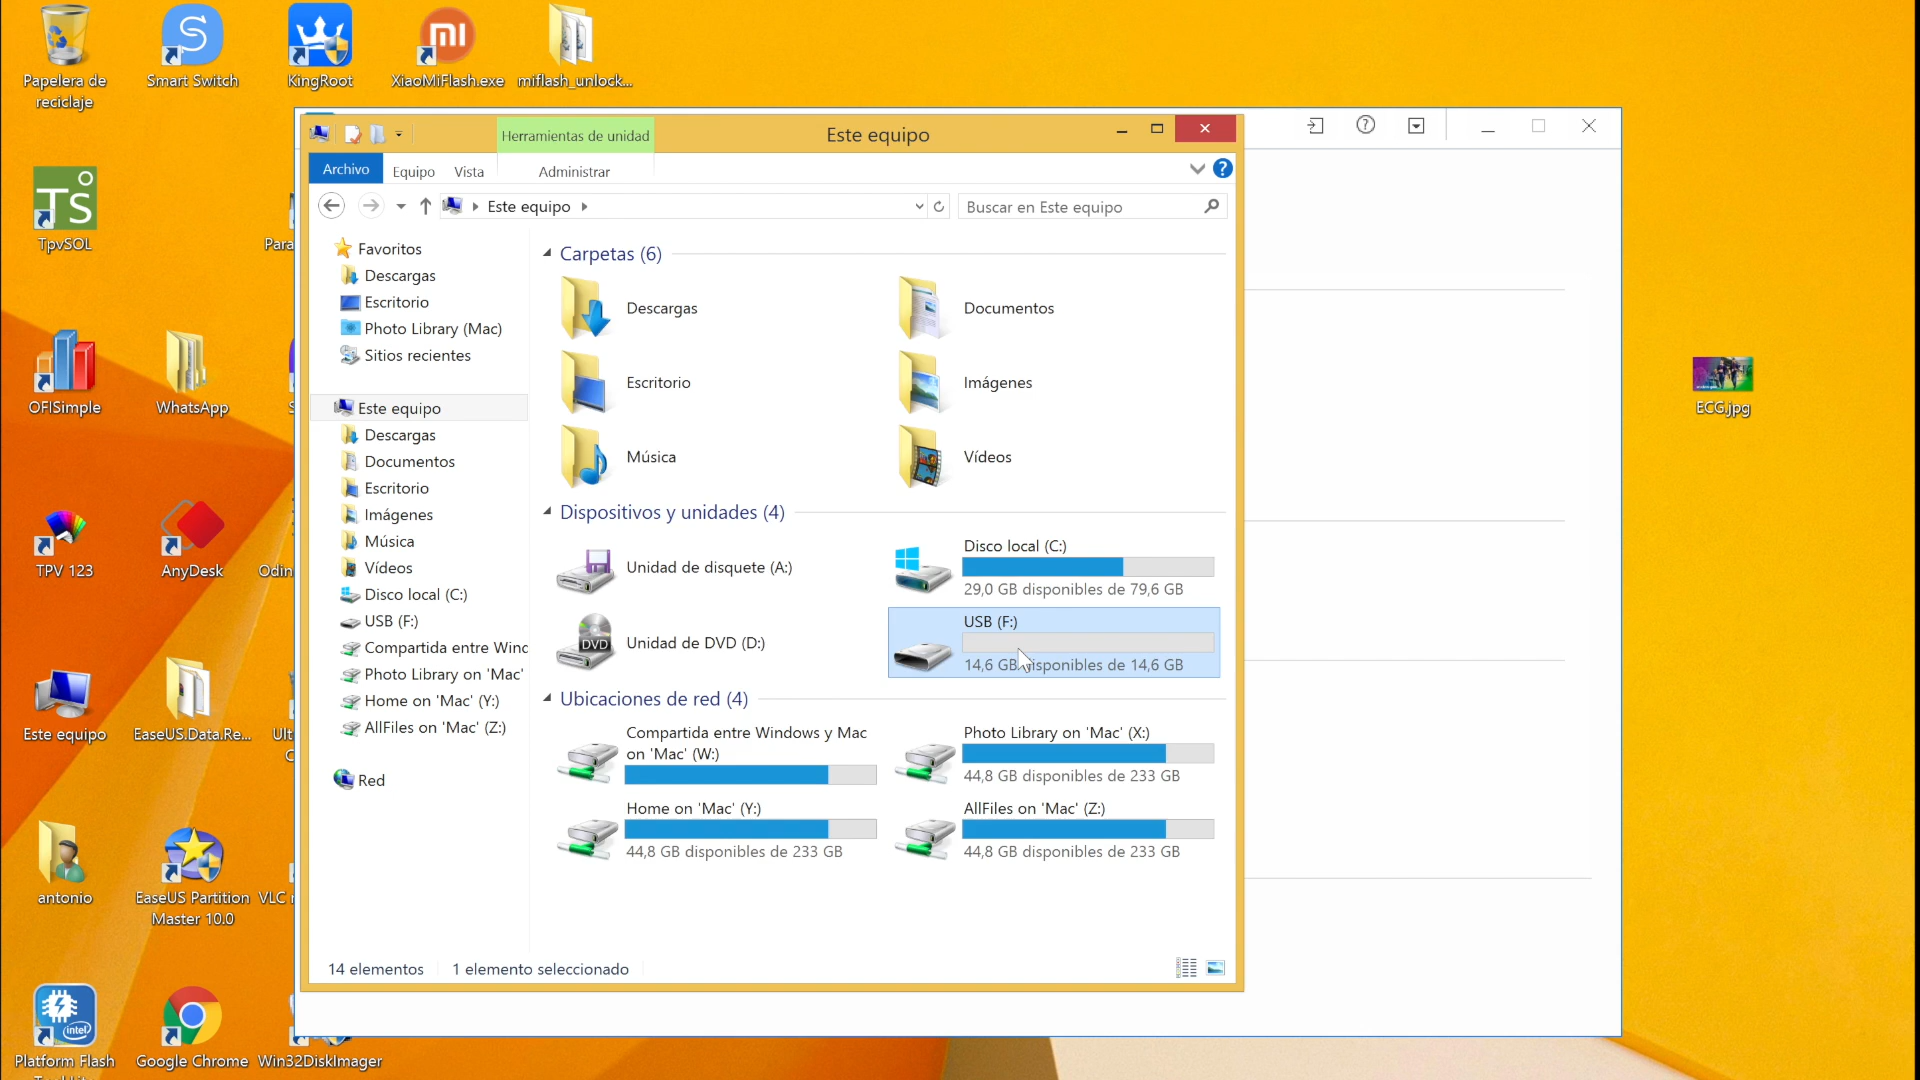 Papelera de
reciclaje
Smart Switch
KingRoot
XiaoMiFlash.exe
miflash_unlock...
TpvSOL
Para
OFISimple
WhatsApp
TPV 123
AnyDesk
Odin
Este equipo
EaseUS.Data.Re...
Ult
antonio
EaseUS Partition
Master 10.0
VLC
Platform Flash
Google Chrome
Win32DiskImager
ECG.jpg
Herramientas de unidad
Este equipo
Archivo
Equipo
Vista
Administrar
Este equipo
Buscar en Este equipo
Favoritos
Descargas
Escritorio
Photo Library (Mac)
Sitios recientes
Este equipo
Descargas
Documentos
Escritorio
Imágenes
Música
Vídeos
Disco local (C:)
USB (F:)
Compartida entre Wind
Photo Library on 'Mac'
Home on 'Mac' (Y:)
AllFiles on 'Mac' (Z:)
Red
Carpetas (6)
Descargas
Documentos
Escritorio
Imágenes
Música
Vídeos
Dispositivos y unidades (4)
Unidad de disquete (A:)
Disco local (C:)
29,0 GB disponibles de 79,6 GB
DVD
Unidad de DVD (D:)
USB (F:)
14,6 GB disponibles de 14,6 GB
Ubicaciones de red (4)
Compartida entre Windows y Mac
on 'Mac' (W:)
Photo Library on 'Mac' (X:)
44,8 GB disponibles de 233 GB
Home on 'Mac' (Y:)
44,8 GB disponibles de 233 GB
AllFiles on 'Mac' (Z:)
44,8 GB disponibles de 233 GB
14 elementos
1 elemento seleccionado